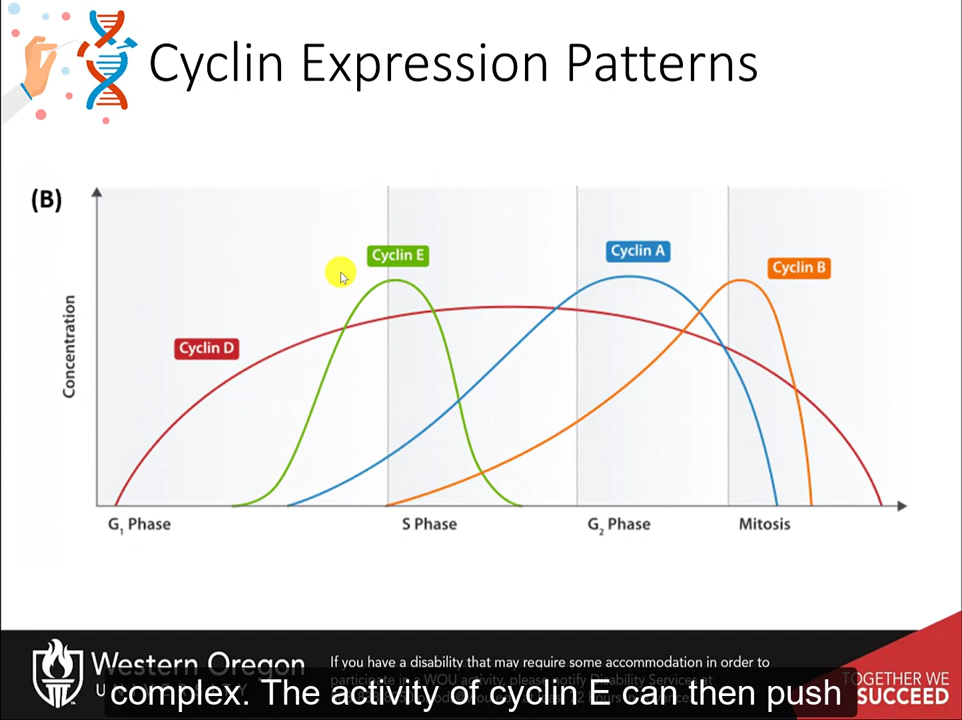 Cyclin Expression Patterns
(B)
Cyclin E
Cyclin A
Cyclin B
Cyclin D
Concentration
G1 Phase
S Phase
G2 Phase
Mitosis
Western Oregon
If you have a disability that may require some accommodation in order to
participate in a WOU activity, please notify Disability Services at
TOGETHER WE
SUCCEED
complex. The activity of cyclin E can then push